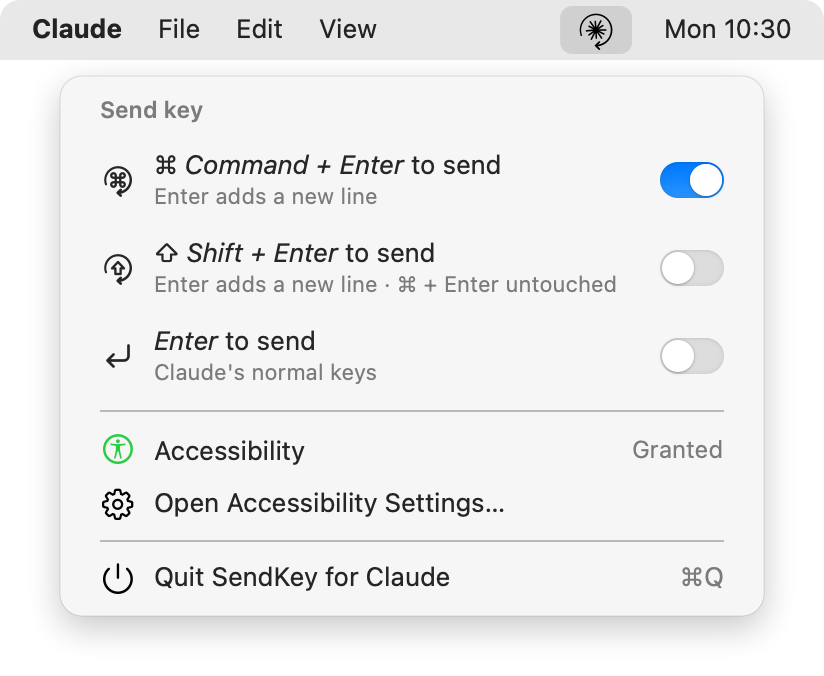 Claude File Edit View Mon 10:30
Send key
⌘ Command + Enter to send
Enter adds a new line
⇧ Shift + Enter to send
Enter adds a new line · ⌘ + Enter untouched
Enter to send
Claude's normal keys
Accessibility Granted
Open Accessibility Settings...
Quit SendKey for Claude ⌘Q